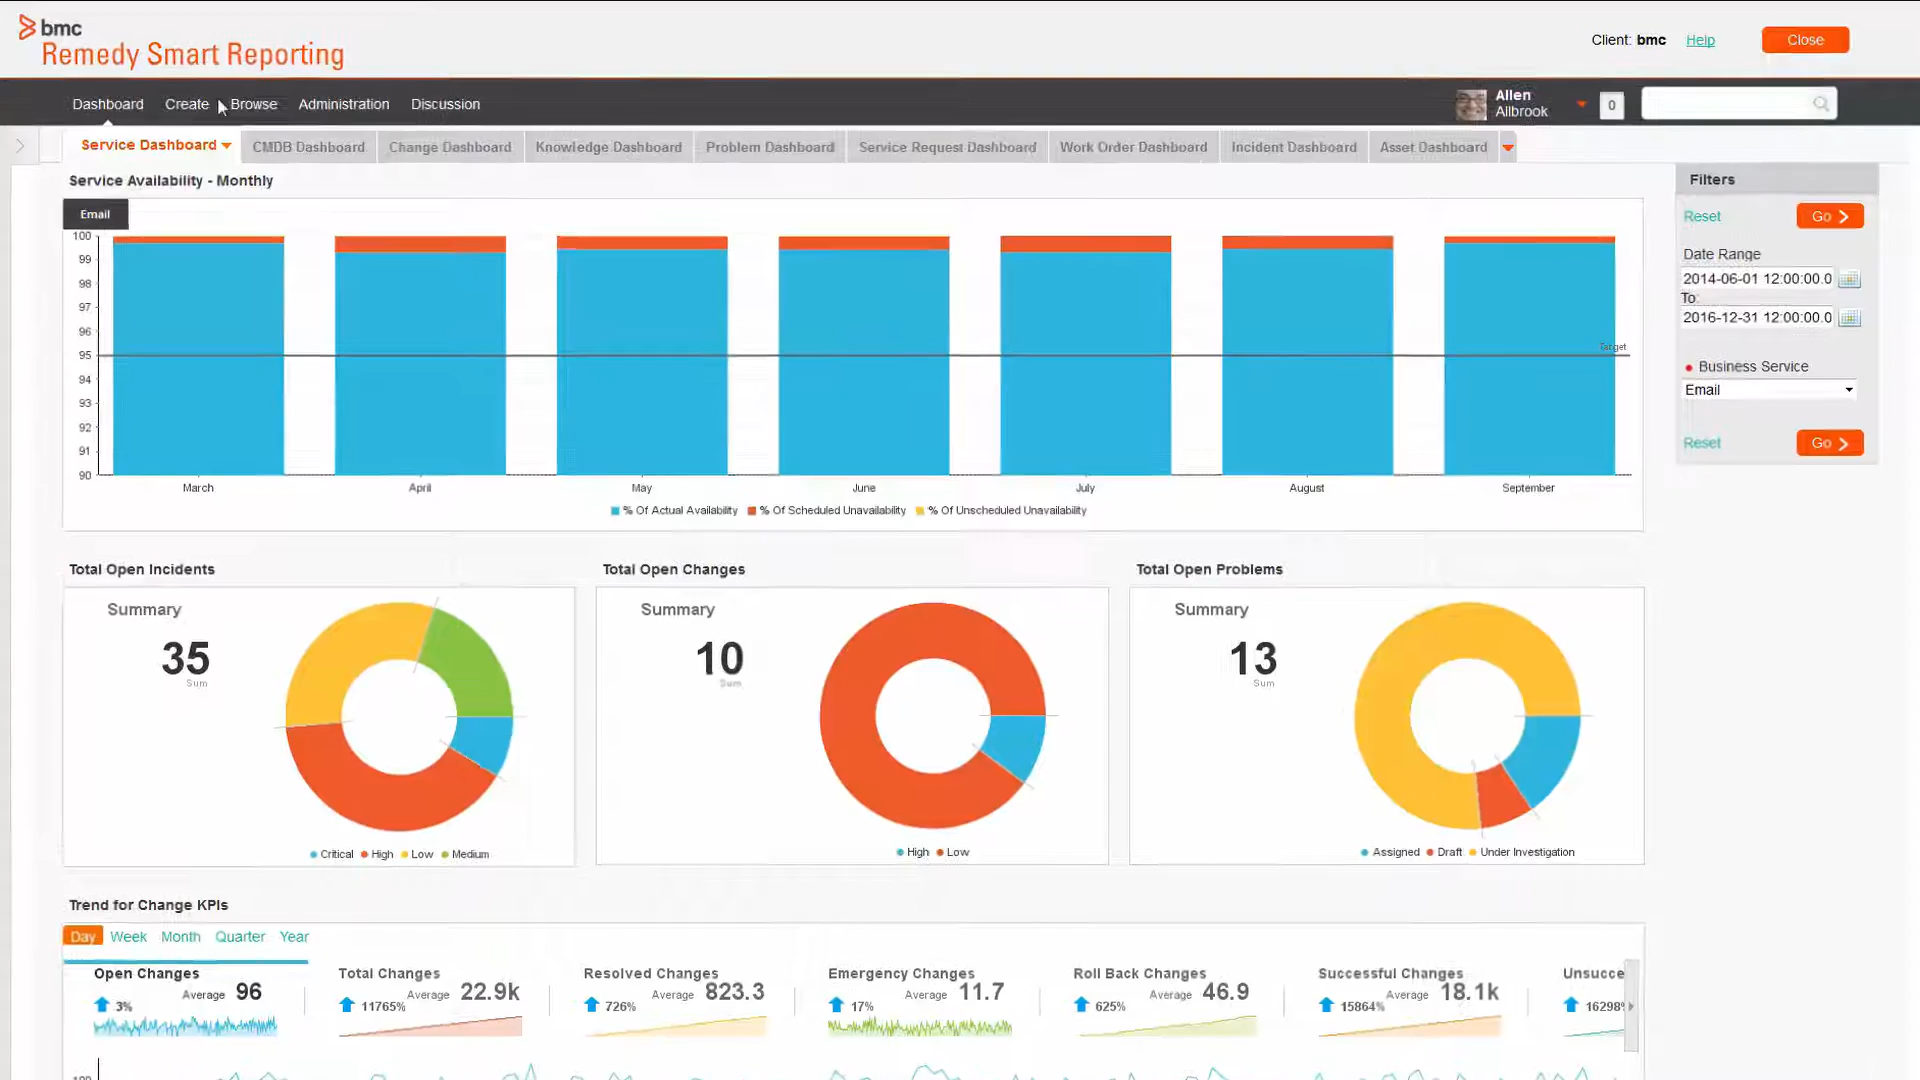 bmc
Remedy Smart Reporting
Client: bmc Help Close
Dashboard Create Browse Administration Discussion
Allen
Allbrook
0
Service Dashboard CMDB Dashboard Change Dashboard Knowledge Dashboard Problem Dashboard Service Request Dashboard Work Order Dashboard Incident Dashboard Asset Dashboard
Service Availability - Monthly
Email
100
99
98
97
96
95
94
93
92
91
90
Target
March April May June July August September
% Of Actual Availability % Of Scheduled Unavailability % Of Unscheduled Unavailability
Filters
Reset Go
Date Range
2014-06-01 12:00:00.0
To:
2016-12-31 12:00:00.0
Business Service
Email
Reset Go
Total Open Incidents
Summary
35
Sum
Critical High Low Medium
Total Open Changes
Summary
10
Sum
High Low
Total Open Problems
Summary
13
Sum
Assigned Draft Under Investigation
Trend for Change KPIs
Day Week Month Quarter Year
Open Changes
3% Average 96
Total Changes
11765% Average 22.9k
Resolved Changes
726% Average 823.3
Emergency Changes
17% Average 11.7
Roll Back Changes
625% Average 46.9
Successful Changes
15864% Average 18.1k
Unsucce
16298%
100